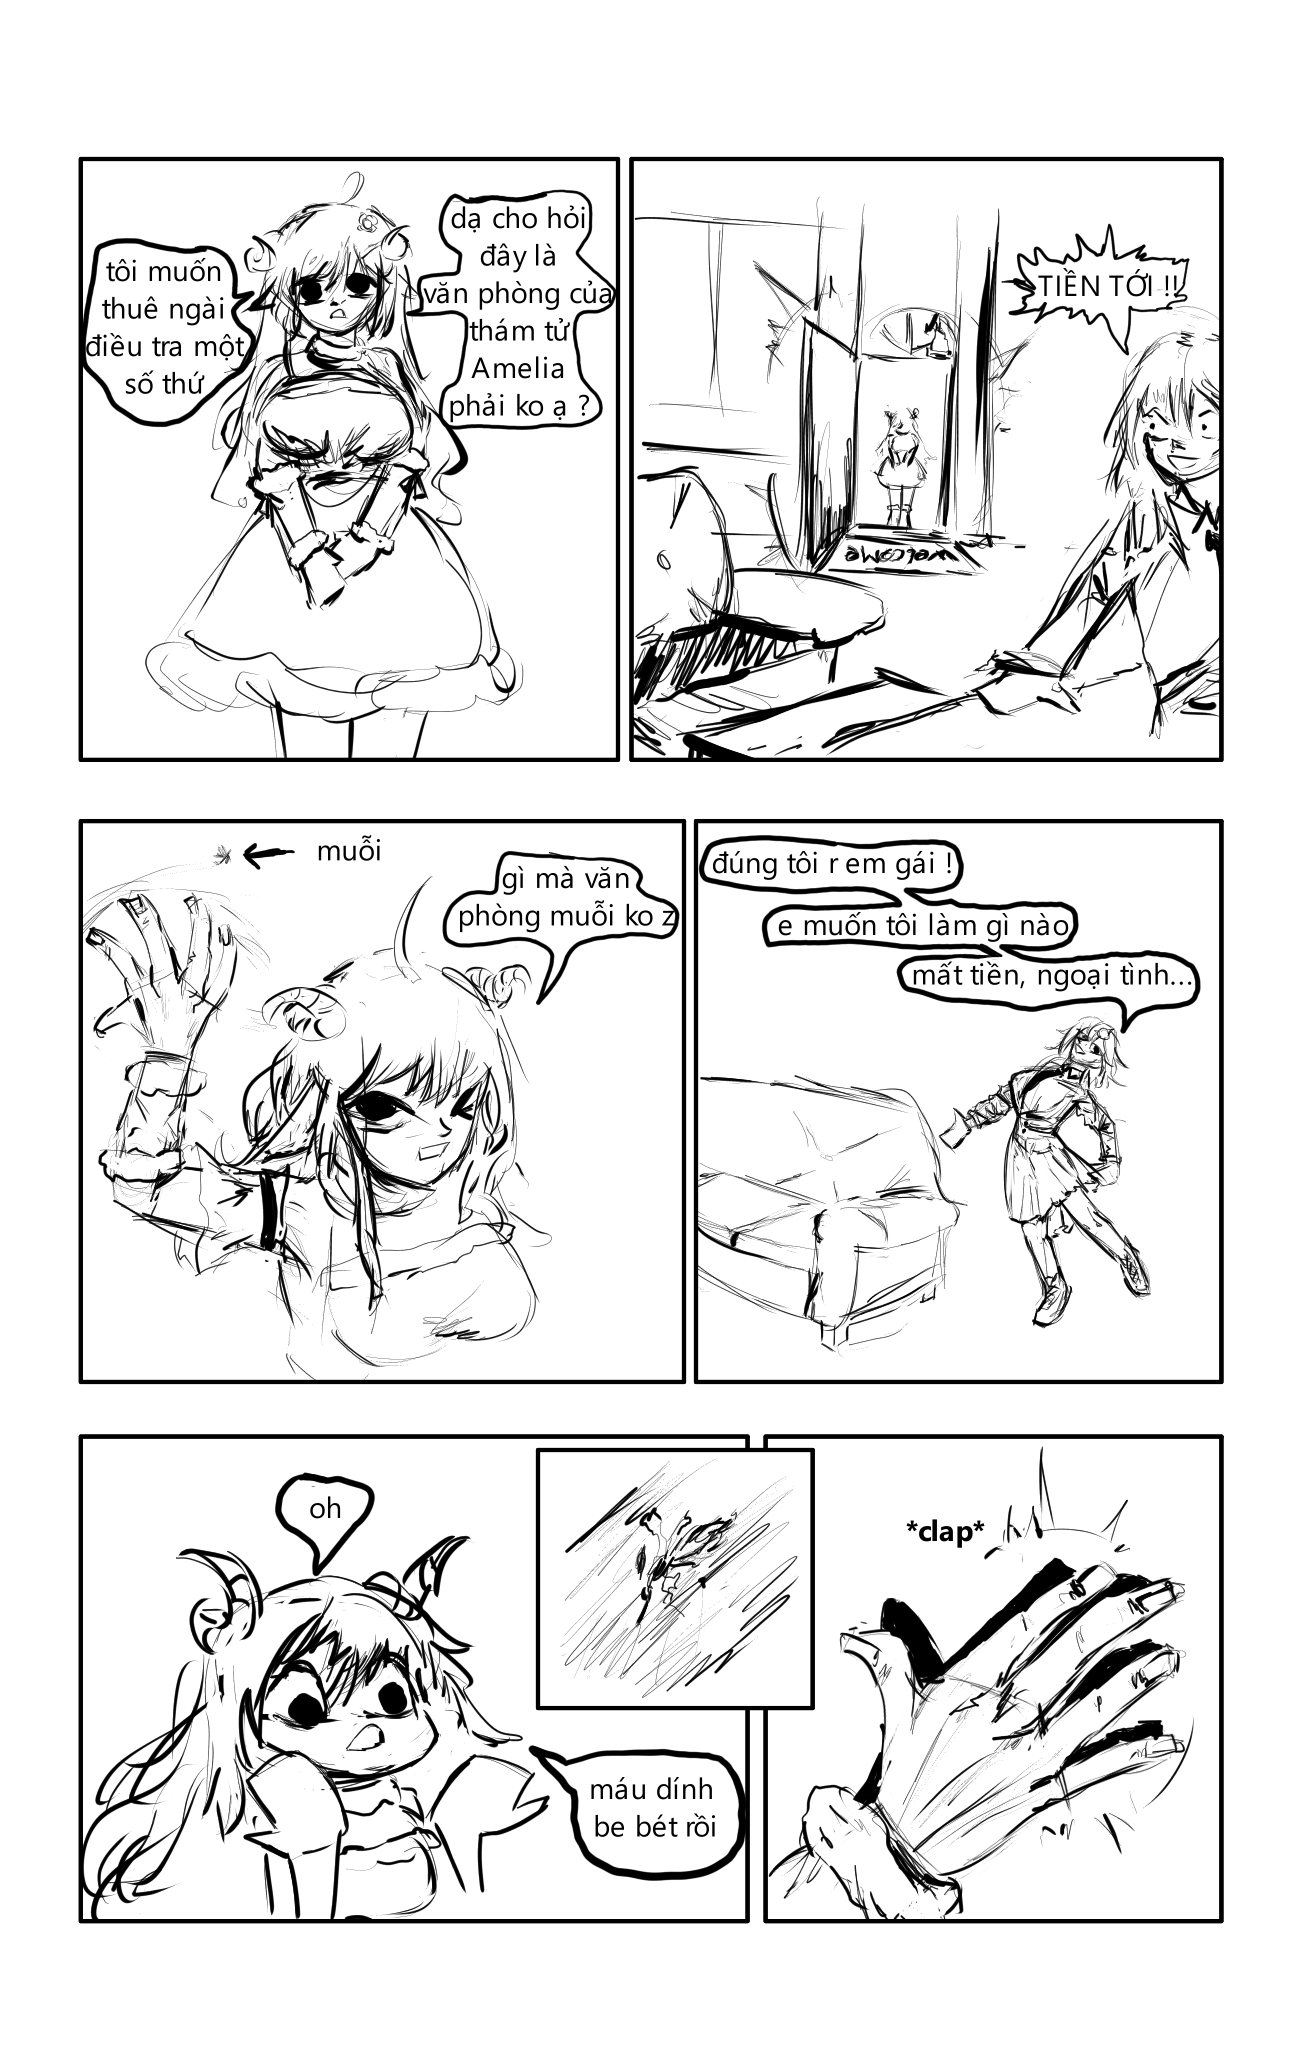 TIỀN TỚI !!
welcome
dạ cho hỏi
đây là
văn phòng của
thám tử
Amelia
phải ko ạ ?
tôi muốn
thuê ngài
điều tra một
số thứ
đúng tôi r em gái !
e muốn tôi làm gì nào
mất tiền, ngoại tình...
gì mà văn
phòng muỗi ko z
muỗi
*clap*
oh
máu dính
be bét rồi